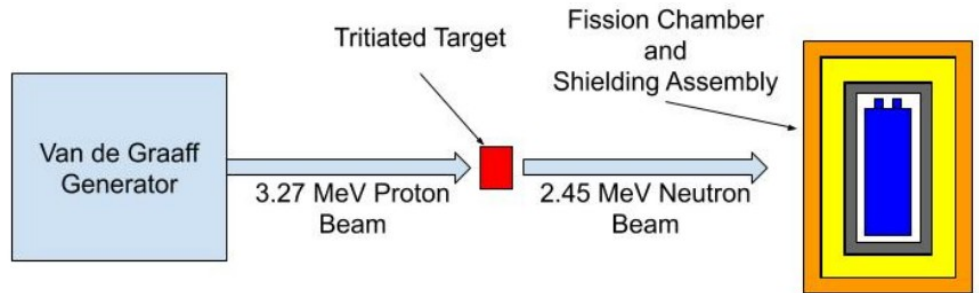 Tritiated Target
Fission Chamber
and
Shielding Assembly
Van de Graaff
Generator
3.27 MeV Proton
Beam
2.45 MeV Neutron
Beam